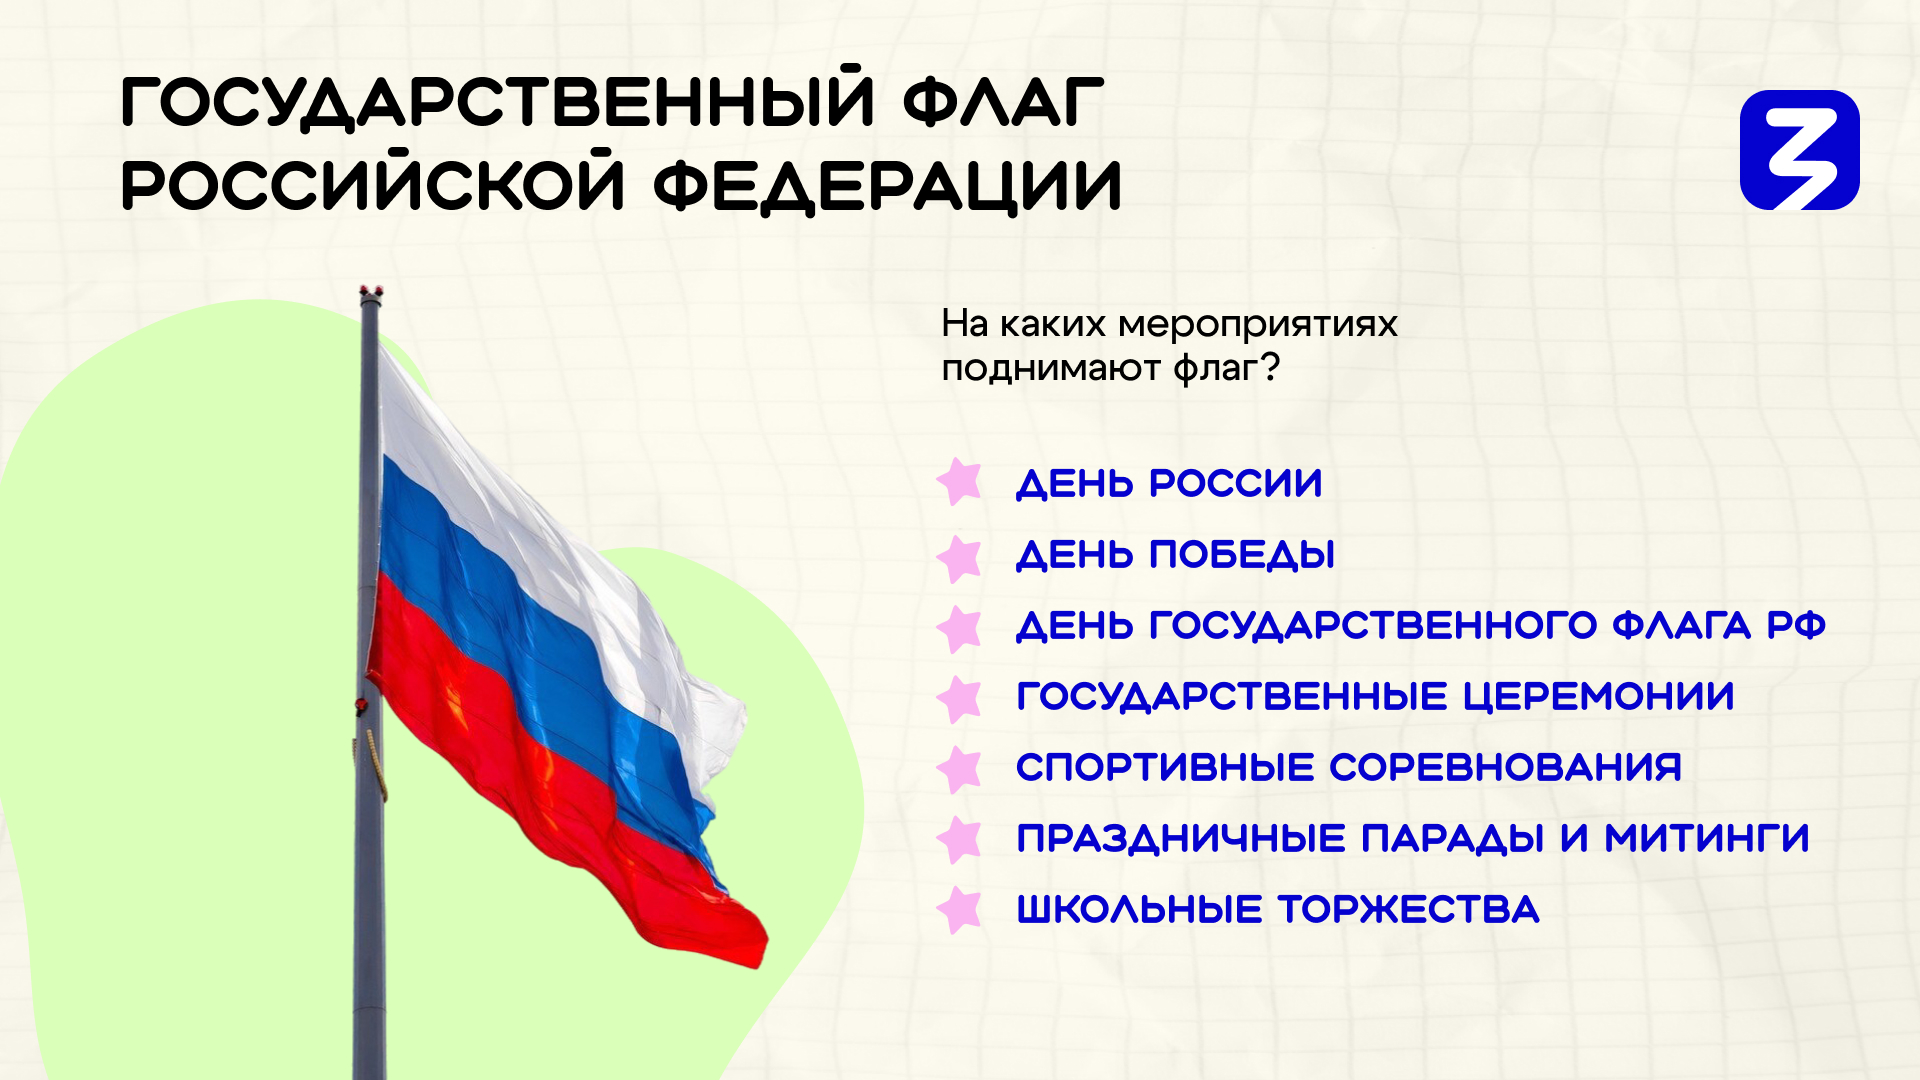 ГОСУДАРСТВЕННЫЙ ФЛАГ
РОССИЙСКОЙ ФЕДЕРАЦИИ
На каких мероприятиях
поднимают флаг?
ДЕНЬ РОССИИ
ДЕНЬ ПОБЕДЫ
ДЕНЬ ГОСУДАРСТВЕННОГО ФЛАГА РФ
ГОСУДАРСТВЕННЫЕ ЦЕРЕМОНИИ
СПОРТИВНЫЕ СОРЕВНОВАНИЯ
ПРАЗДНИЧНЫЕ ПАРАДЫ И МИТИНГИ
ШКОЛЬНЫЕ ТОРЖЕСТВА